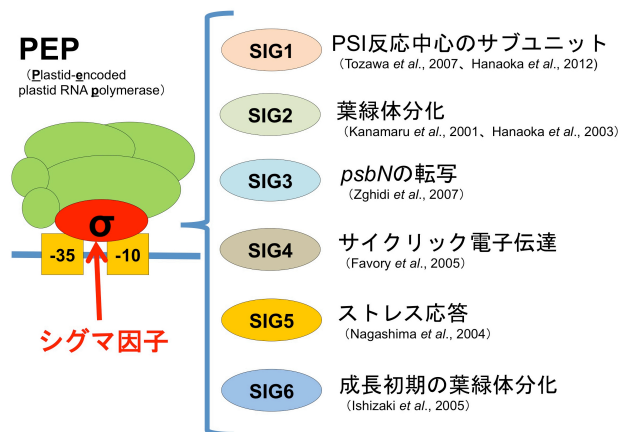 PEP
（Plastid-encoded
plastid RNA polymerase）
σ
-35
-10
シグマ因子
SIG1
PSI反応中心のサブユニット
（Tozawa et al., 2007、Hanaoka et al., 2012)
SIG2
葉緑体分化
（Kanamaru et al., 2001、Hanaoka et al., 2003）
SIG3
psbNの転写
（Zghidi et al., 2007）
SIG4
サイクリック電子伝達
（Favory et al., 2005）
SIG5
ストレス応答
（Nagashima et al., 2004）
SIG6
成長初期の葉緑体分化
（Ishizaki et al., 2005）